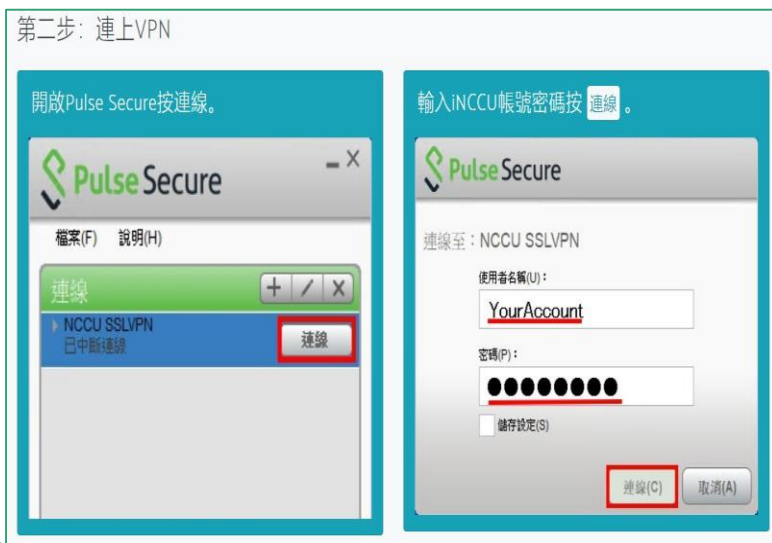 第二步：連上VPN
開啟Pulse Secure按連線。
Pulse Secure
檔案(F) 說明(H)
連線
NCCU SSLVPN
已中斷連線
連線
輸入iNCCU帳號密碼按 連線 。
Pulse Secure
連線至：NCCU SSLVPN
使用者名稱(U)：
YourAccount
密碼(P)：
●●●●●●●●
儲存設定(S)
連線(C) 取消(A)